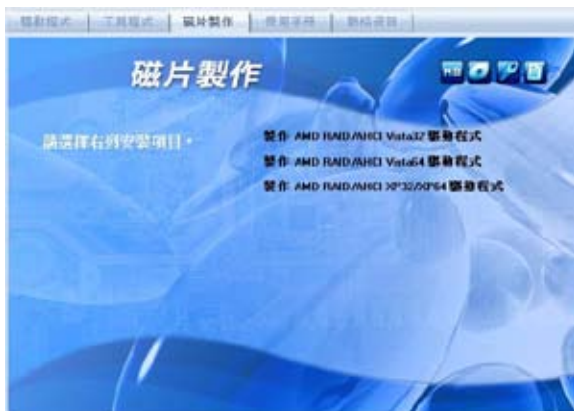 驅動程式 工具程式 磁片製作 使用手冊 聯絡資訊
磁片製作
請選擇右列安裝項目。
製作 AMD RAID/AHCI Vista32 驅動程式
製作 AMD RAID/AHCI Vista64 驅動程式
製作 AMD RAID/AHCI XP32/XP64 驅動程式